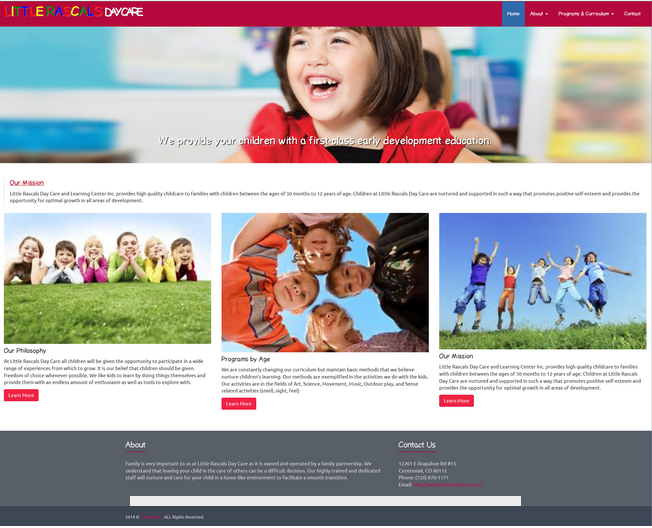 LITTLE RASCALS DAYCARE
Home About Programs & Curriculum Contact
We provide your children with a first-class early development education.
Our Mission
Little Rascals Day Care and Learning Center Inc. provides high quality childcare to families with children between the ages of 30 months to 12 years of age. Children at Little Rascals Day Care are nurtured and supported in such a way that promotes positive self-esteem and provides the
opportunity for optimal growth in all areas of development.
Our Philosophy
At Little Rascals Day Care all children will be given the opportunity to participate in a wide
range of experiences from which to grow. It is our belief that children should be given
freedom of choice whenever possible. We like kids to learn by doing things themselves and
provide them with an endless amount of enthusiasm as well as tools to explore with.
Learn More
Programs by Age
We are constantly changing our curriculum but maintain basic methods that we believe
nurture children's learning. Our methods are exemplified in the activities we do with the kids.
Our activities are in the fields of Art, Science, Movement, Music, Outdoor play, and Sense
related activities (smell, sight, feel)
Learn More
Our Mission
Little Rascals Day Care and Learning Center Inc. provides high quality childcare to families
with children between the ages of 30 months to 12 years of age. Children at Little Rascals
Day Care are nurtured and supported in such a way that promotes positive self-esteem and
provides the opportunity for optimal growth in all areas of development.
Learn More
About
Family is very important to us at Little Rascals Day Care as it is owned and operated by a family partnership. We
understand that leaving your child in the care of others can be a difficult decision. Our highly trained and dedicated
staff will nurture and care for your child in a home-like environment to facilitate a smooth transition.
Contact Us
12201 E Arapahoe Rd #15
Centennial, CO 80112
Phone: (720) 870-1171
Email:
2014 © ALL Rights Reserved.